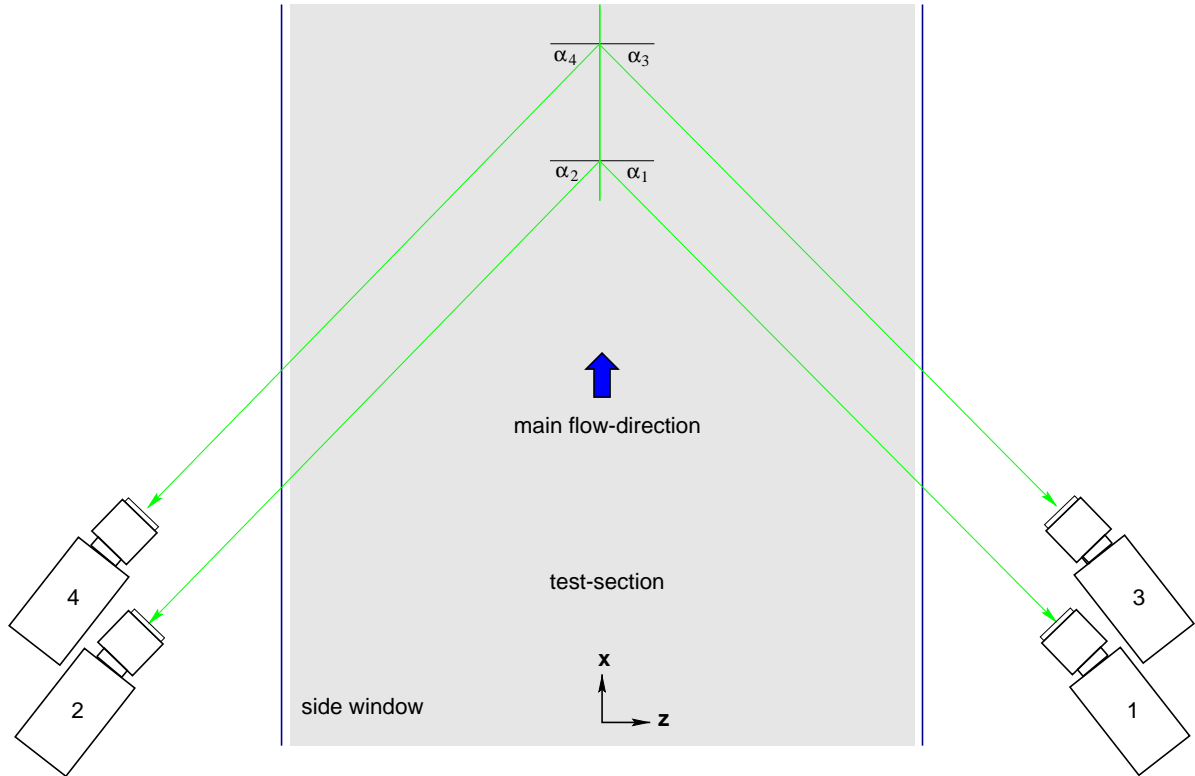 α4 α3
α2 α1
main flow-direction
test-section
4
3
x
2
side window
z
1